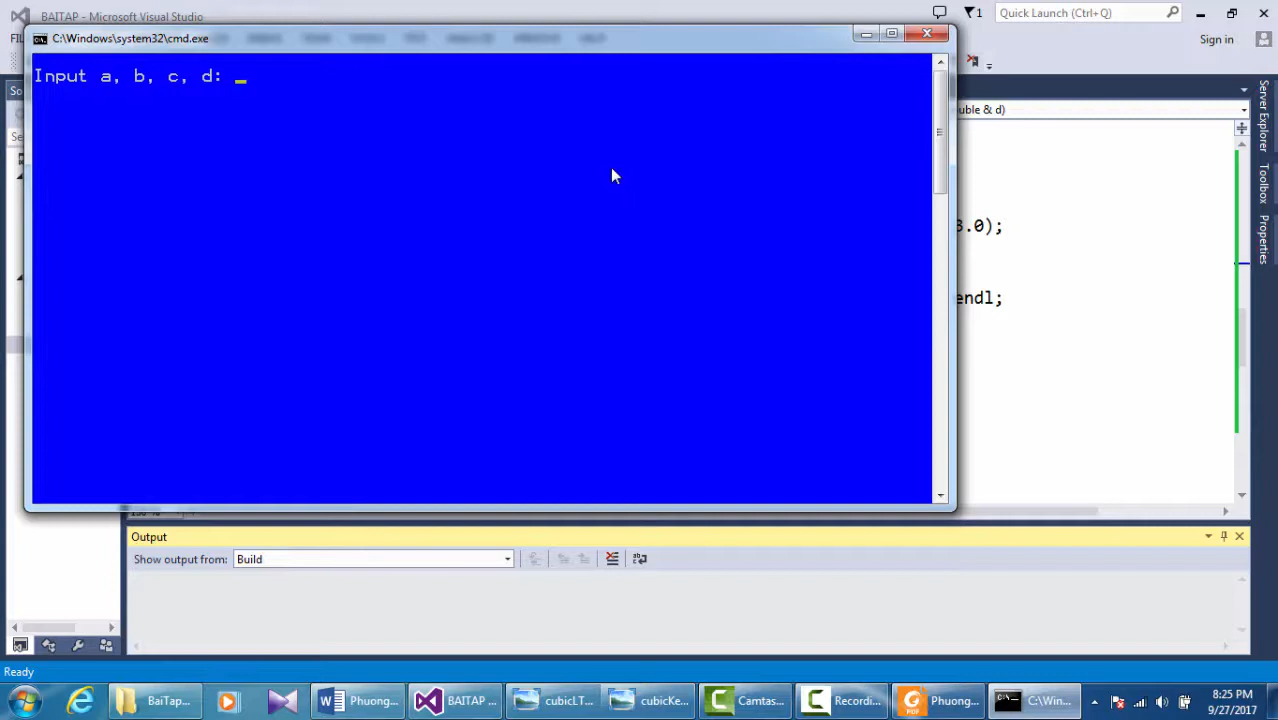 BAITAP - Microsoft Visual Studio
1
Quick Launch (Ctrl+Q)
C:\Windows\system32\cmd.exe
Sign in
Input a, b, c, d:
uble & d)
3.0);
endl;
Server Explorer
Toolbox
Properties
Output
Show output from:
Build
Ready
BaiTap...
Phuong...
BAITAP ...
cubicLT...
cubicKe...
Camtas...
Recordi...
Phuong...
C:\Win...
8:25 PM
9/27/2017